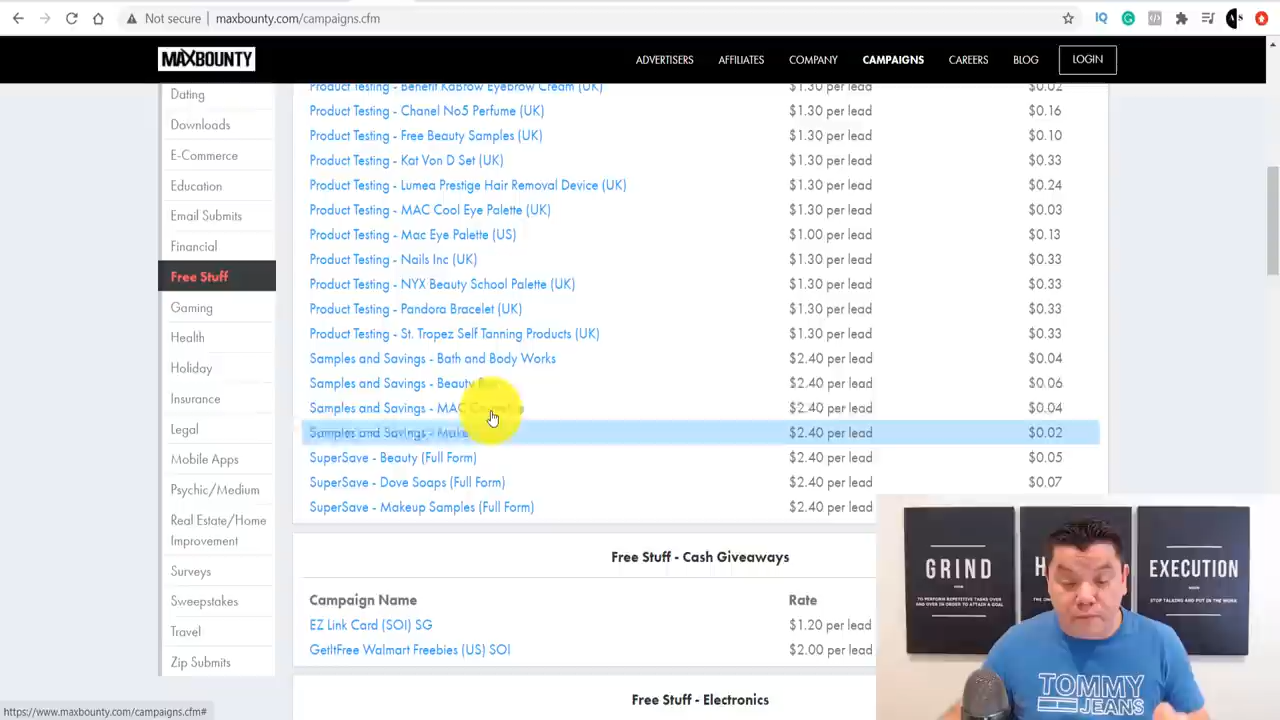 Not secure | maxbounty.com/campaigns.cfm
IQ
MAXBOUNTY
ADVERTISERS AFFILIATES COMPANY CAMPAIGNS CAREERS BLOG LOGIN
Dating
Downloads
E-Commerce
Education
Email Submits
Financial
Free Stuff
Gaming
Health
Holiday
Insurance
Legal
Mobile Apps
Psychic/Medium
Real Estate/Home
Improvement
Surveys
Sweepstakes
Travel
Zip Submits
Product Testing - Benefit KaBrow Eyebrow Cream (UK) $1.30 per lead $0.02
Product Testing - Chanel No5 Perfume (UK) $1.30 per lead $0.16
Product Testing - Free Beauty Samples (UK) $1.30 per lead $0.10
Product Testing - Kat Von D Set (UK) $1.30 per lead $0.33
Product Testing - Lumea Prestige Hair Removal Device (UK) $1.30 per lead $0.24
Product Testing - MAC Cool Eye Palette (UK) $1.30 per lead $0.03
Product Testing - Mac Eye Palette (US) $1.00 per lead $0.13
Product Testing - Nails Inc (UK) $1.30 per lead $0.33
Product Testing - NYX Beauty School Palette (UK) $1.30 per lead $0.33
Product Testing - Pandora Bracelet (UK) $1.30 per lead $0.33
Product Testing - St. Tropez Self Tanning Products (UK) $1.30 per lead $0.33
Samples and Savings - Bath and Body Works $2.40 per lead $0.04
Samples and Savings - Beauty $2.40 per lead $0.06
Samples and Savings - MAC $2.40 per lead $0.04
Samples and Savings - $2.40 per lead $0.02
SuperSave - Beauty (Full Form) $2.40 per lead $0.05
SuperSave - Dove Soaps (Full Form) $2.40 per lead $0.07
SuperSave - Makeup Samples (Full Form) $2.40 per lead
Free Stuff - Cash Giveaways
Campaign Name Rate
EZ Link Card (SOI) SG $1.20 per lead
GetItFree Walmart Freebies (US) SOI $2.00 per lead
Free Stuff - Electronics
GRIND
EXECUTION
TOMMY
JEANS
https://www.maxbounty.com/campaigns.cfm#